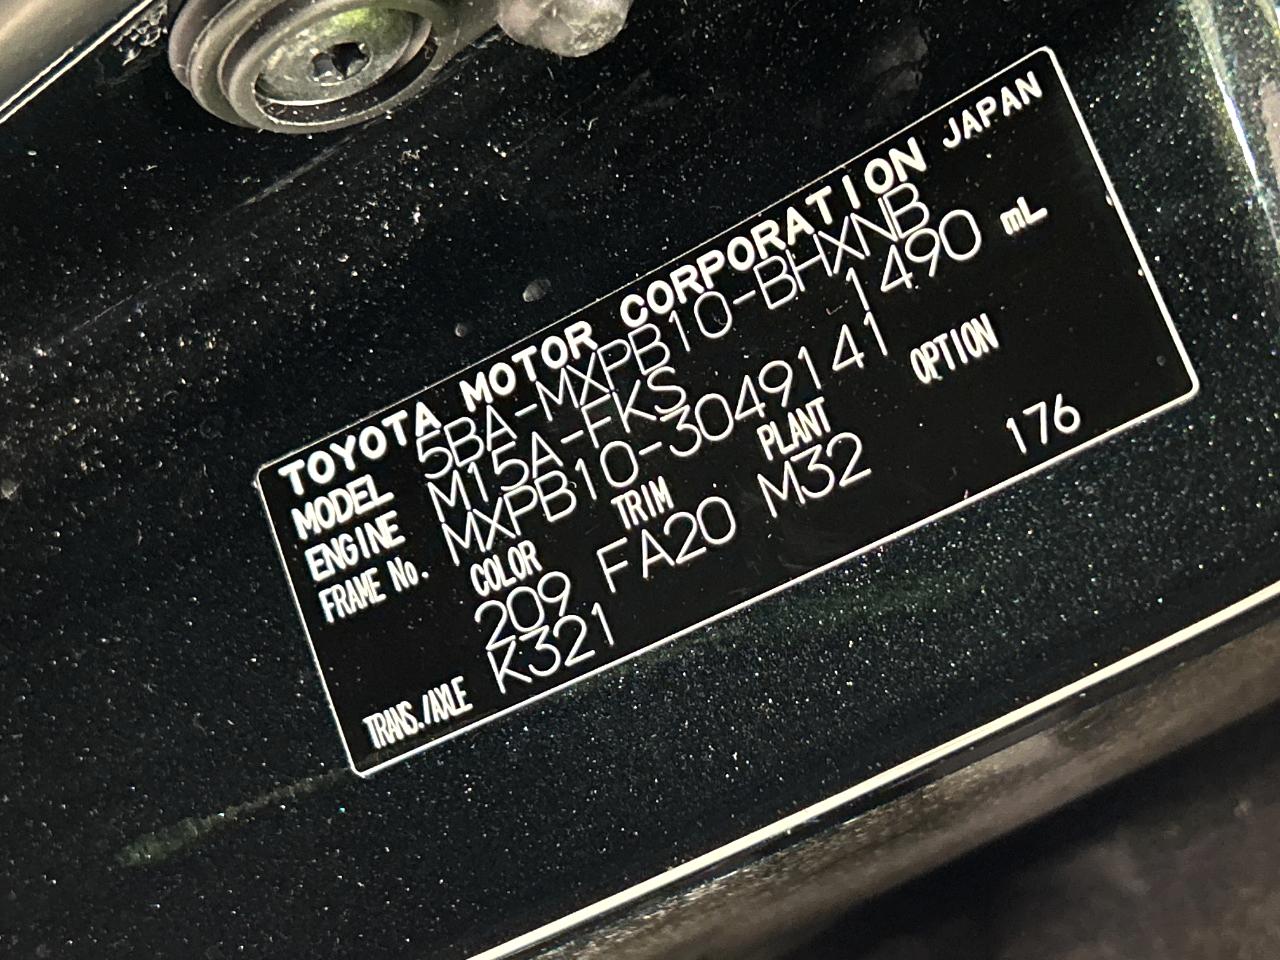 TOYOTA MOTOR CORPORATION JAPAN
MODEL 5BA-MXPB10-BHXNB
ENGINE M15A-FKS 1490 mL
FRAME No. MXPB10-3049141
COLOR TRIM PLANT OPTION
209 FA20 M32 176
TRANS./AXLE K321